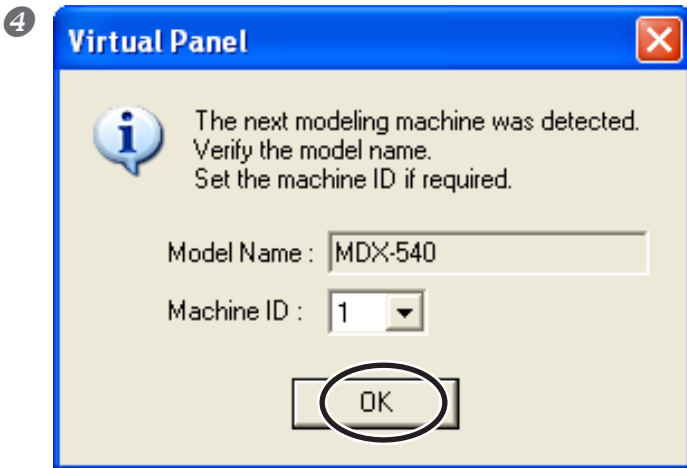 4
Virtual Panel
The next modeling machine was detected.
Verify the model name.
Set the machine ID if required.
Model Name : MDX-540
Machine ID : 1
OK